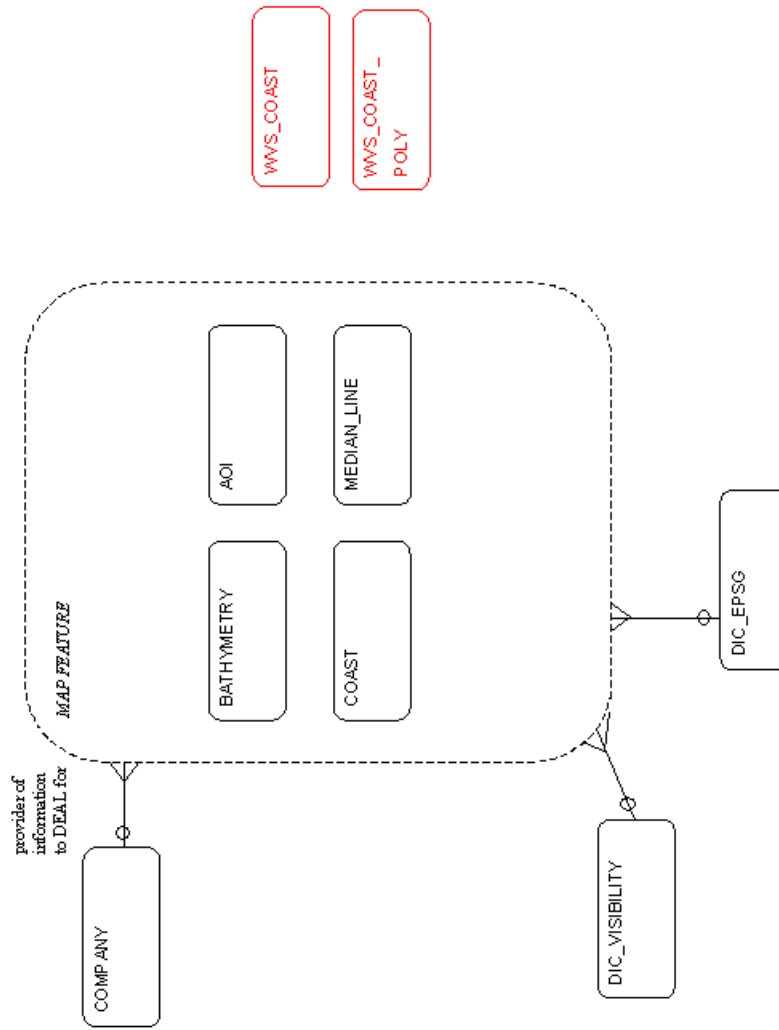 provider of
information
to DEAL for
COMPANY
MAP FEATURE
BATHYMETRY
AOI
COAST
MEDIAN_LINE
WVS_COAST
WVS_COAST_
POLY
DIC_VISIBILITY
DIC_EPSG